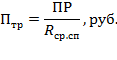 Птр = ПР / Rср.сп , руб.